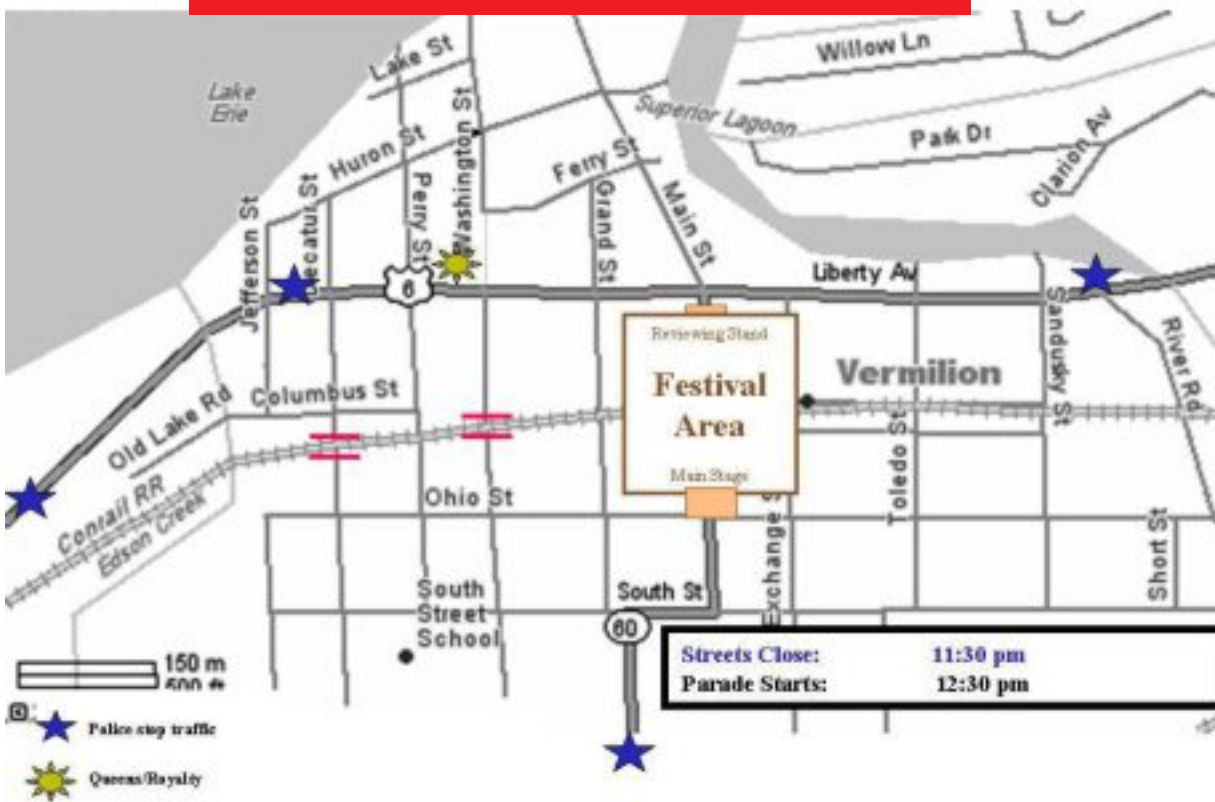 Lake St
Willow Ln
Lake
Erie
Washington St
Superior Lagoon
Huron St
Park Dr
Clarion Av
Ferry St
Perry St
Grand St
Main St
Decatur St
Jefferson St
6
Liberty Av
Reviewing Stand
Festival
Area
Main Stage
Vermilion
Sandusky St
River Rd
Columbus St
Old Lake Rd
Toledo St
Conrail RR
Edson Creek
Ohio St
Exchange S
Short St
South
Street
School
South St
60
150 m
500 ft
Streets Close: 11:30 pm
Parade Starts: 12:30 pm
Police stop traffic
Queens/Royalty